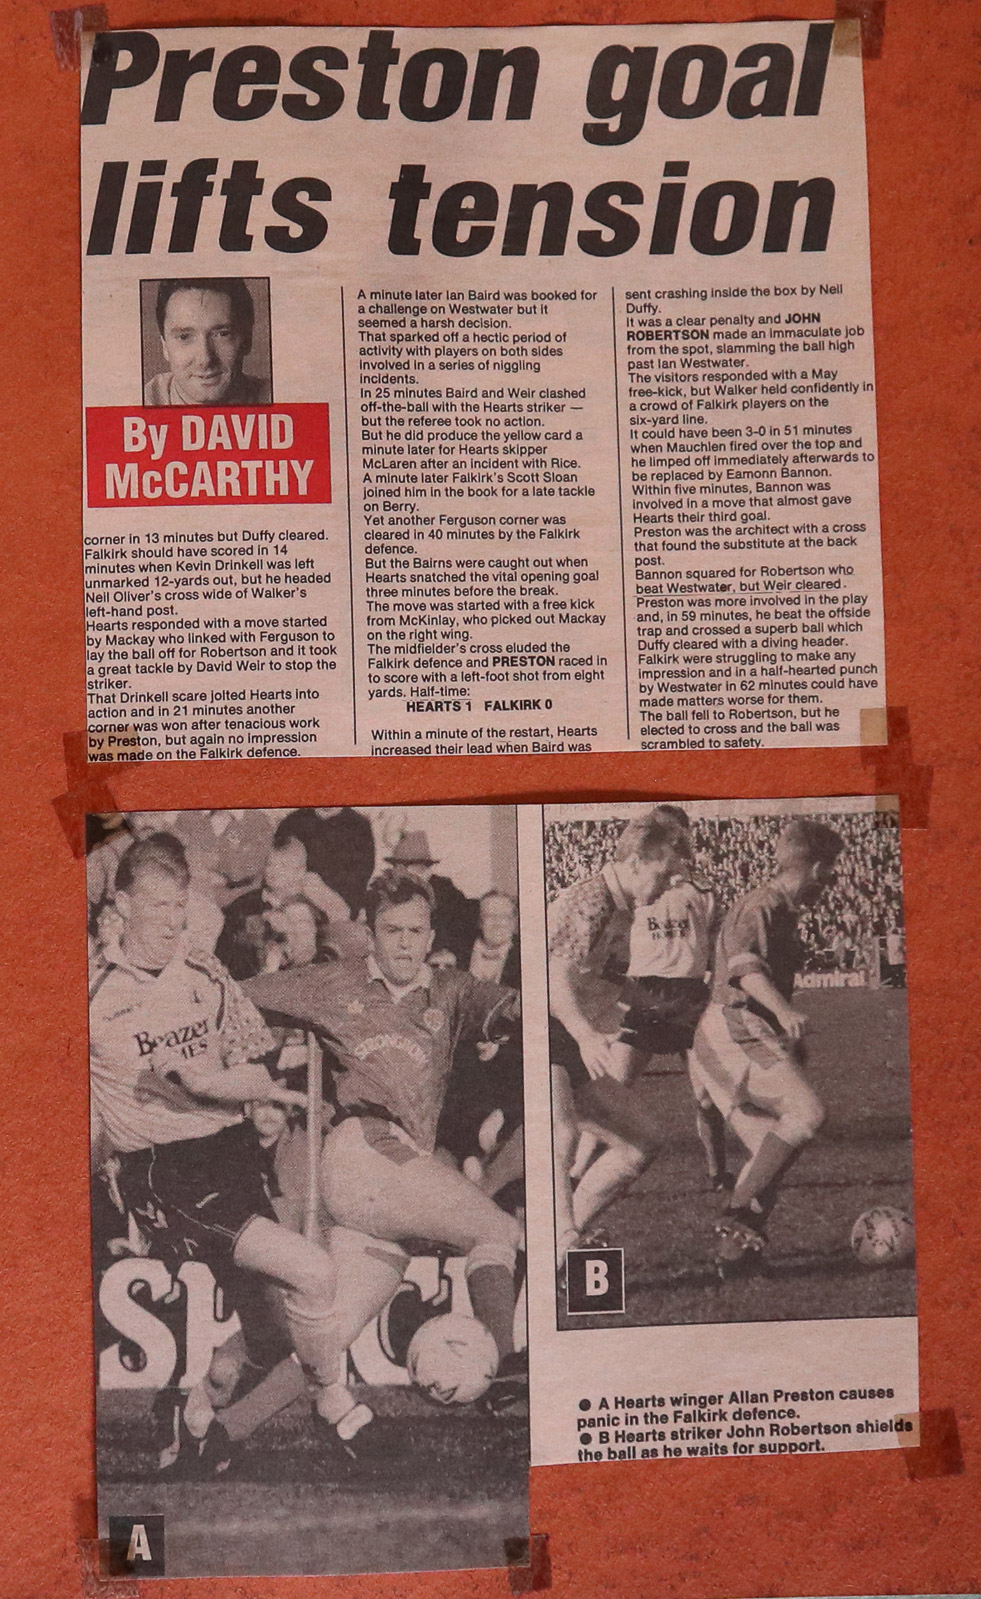 Preston goal
lifts tension
By DAVID
McCARTHY
corner in 13 minutes but Duffy cleared.
Falkirk should have scored in 14
minutes when Kevin Drinkell was left
unmarked 12-yards out, but he headed
Neil Oliver's cross wide of Walker's
left-hand post.
Hearts responded with a move started
by Mackay who linked with Ferguson to
lay the ball off for Robertson and it took
a great tackle by David Weir to stop the
striker.
That Drinkell scare jolted Hearts into
action and in 21 minutes another
corner was won after tenacious work
by Preston, but again no impression
was made on the Falkirk defence.
A minute later Ian Baird was booked for
a challenge on Westwater but it
seemed a harsh decision.
That sparked off a hectic period of
activity with players on both sides
involved in a series of niggling
incidents.
In 25 minutes Baird and Weir clashed
off-the-ball with the Hearts striker —
but the referee took no action.
But he did produce the yellow card a
minute later for Hearts skipper
McLaren after an incident with Rice.
A minute later Falkirk's Scott Sloan
joined him in the book for a late tackle
on Berry.
Yet another Ferguson corner was
cleared in 40 minutes by the Falkirk
defence.
But the Bairns were caught out when
Hearts snatched the vital opening goal
three minutes before the break.
The move was started with a free kick
from McKinlay, who picked out Mackay
on the right wing.
The midfielder's cross eluded the
Falkirk defence and PRESTON raced in
to score with a left-foot shot from eight
yards. Half-time:
HEARTS 1 FALKIRK 0
Within a minute of the restart, Hearts
increased their lead when Baird was
sent crashing inside the box by Neil
Duffy.
It was a clear penalty and JOHN
ROBERTSON made an immaculate job
from the spot, slamming the ball high
past Ian Westwater.
The visitors responded with a May
free-kick, but Walker held confidently in
a crowd of Falkirk players on the
six-yard line.
It could have been 3-0 in 51 minutes
when Mauchlen fired over the top and
he limped off immediately afterwards to
be replaced by Eamonn Bannon.
Within five minutes, Bannon was
involved in a move that almost gave
Hearts their third goal.
Preston was the architect with a cross
that found the substitute at the back
post.
Bannon squared for Robertson who
beat Westwater, but Weir cleared.
Preston was more involved in the play
and, in 59 minutes, he beat the offside
trap and crossed a superb ball which
Duffy cleared with a diving header.
Falkirk were struggling to make any
impression and in a half-hearted punch
by Westwater in 62 minutes could have
made matters worse for them.
The ball fell to Robertson, but he
elected to cross and the ball was
scrambled to safety.
Beazer
Beazer
HOMES
Admiral
B
A
● A Hearts winger Allan Preston causes
panic in the Falkirk defence.
● B Hearts striker John Robertson shields
the ball as he waits for support.